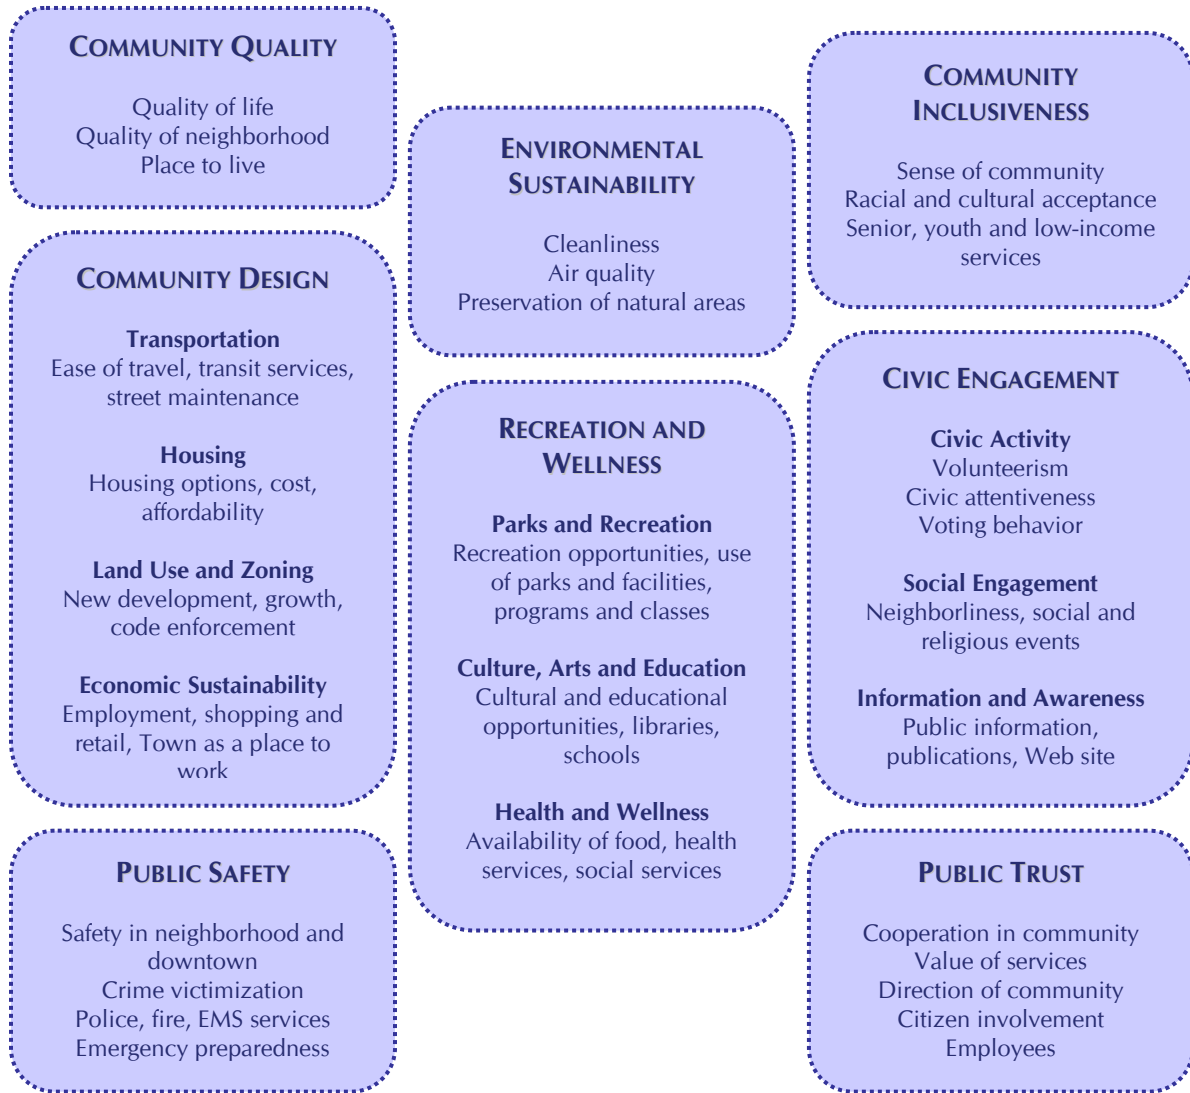 COMMUNITY QUALITY
Quality of life
Quality of neighborhood
Place to live
COMMUNITY DESIGN
Transportation
Ease of travel, transit services,
street maintenance
Housing
Housing options, cost,
affordability
Land Use and Zoning
New development, growth,
code enforcement
Economic Sustainability
Employment, shopping and
retail, Town as a place to
work
PUBLIC SAFETY
Safety in neighborhood and
downtown
Crime victimization
Police, fire, EMS services
Emergency preparedness
ENVIRONMENTAL
SUSTAINABILITY
Cleanliness
Air quality
Preservation of natural areas
RECREATION AND
WELLNESS
Parks and Recreation
Recreation opportunities, use
of parks and facilities,
programs and classes
Culture, Arts and Education
Cultural and educational
opportunities, libraries,
schools
Health and Wellness
Availability of food, health
services, social services
COMMUNITY
INCLUSIVENESS
Sense of community
Racial and cultural acceptance
Senior, youth and low-income
services
CIVIC ENGAGEMENT
Civic Activity
Volunteerism
Civic attentiveness
Voting behavior
Social Engagement
Neighborliness, social and
religious events
Information and Awareness
Public information,
publications, Web site
PUBLIC TRUST
Cooperation in community
Value of services
Direction of community
Citizen involvement
Employees